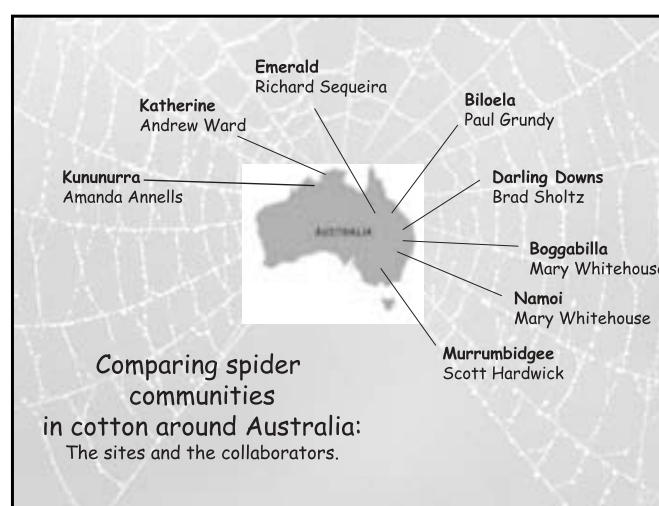 Emerald
Richard Sequeira
Katherine
Andrew Ward
Biloela
Paul Grundy
Kununurra
Amanda Annells
Darling Downs
Brad Sholtz
AUSTRALIA
Boggabilla
Mary Whitehouse
Namoi
Mary Whitehouse
Murrumbidgee
Scott Hardwick
Comparing spider
communities
in cotton around Australia:
The sites and the collaborators.